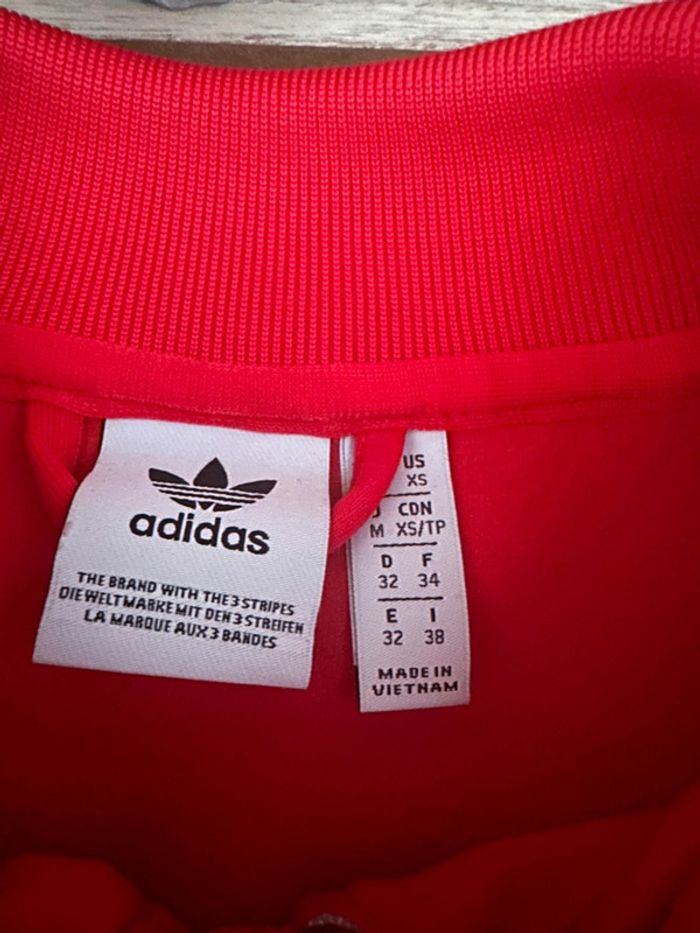 adidas
THE BRAND WITH THE 3 STRIPES
DIE WELTMARKE MIT DEN 3 STREIFEN
LA MARQUE AUX 3 BANDES
US
XS
J CDN
M XS/TP
D F
32 34
E I
32 38
MADE IN
VIETNAM